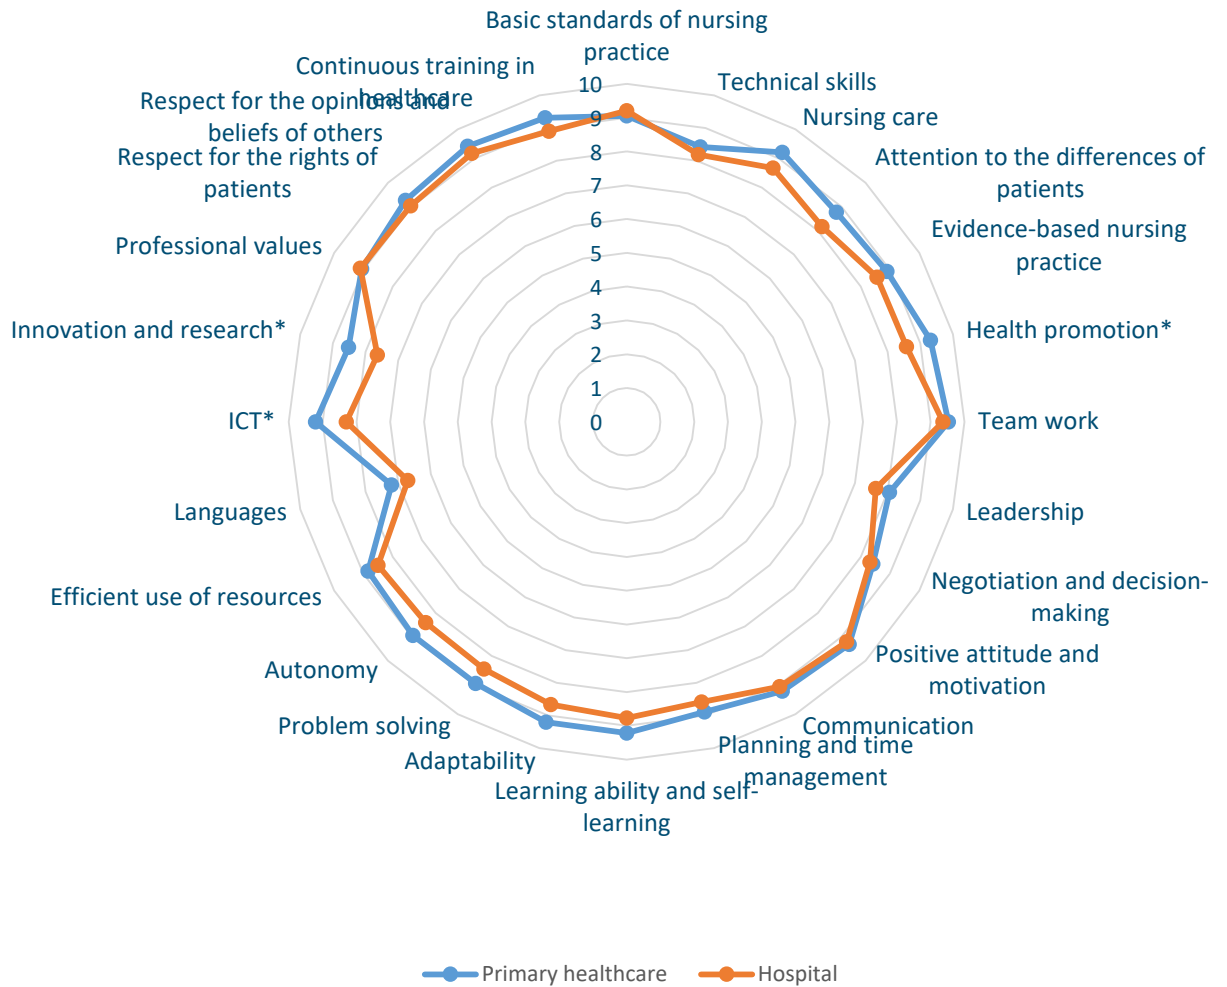 Basic standards of nursing
practice
Technical skills
Nursing care
Attention to the differences of
patients
Evidence-based nursing
practice
Health promotion*
Team work
Leadership
Negotiation and decision-
making
Positive attitude and
motivation
Communication
Planning and time
management
Learning ability and self-
learning
Adaptability
Problem solving
Autonomy
Efficient use of resources
Languages
ICT*
Innovation and research*
Professional values
Respect for the rights of
patients
Respect for the opinions and
beliefs of others
Continuous training in
healthcare
10
9
8
7
6
5
4
3
2
1
0
Primary healthcare
Hospital